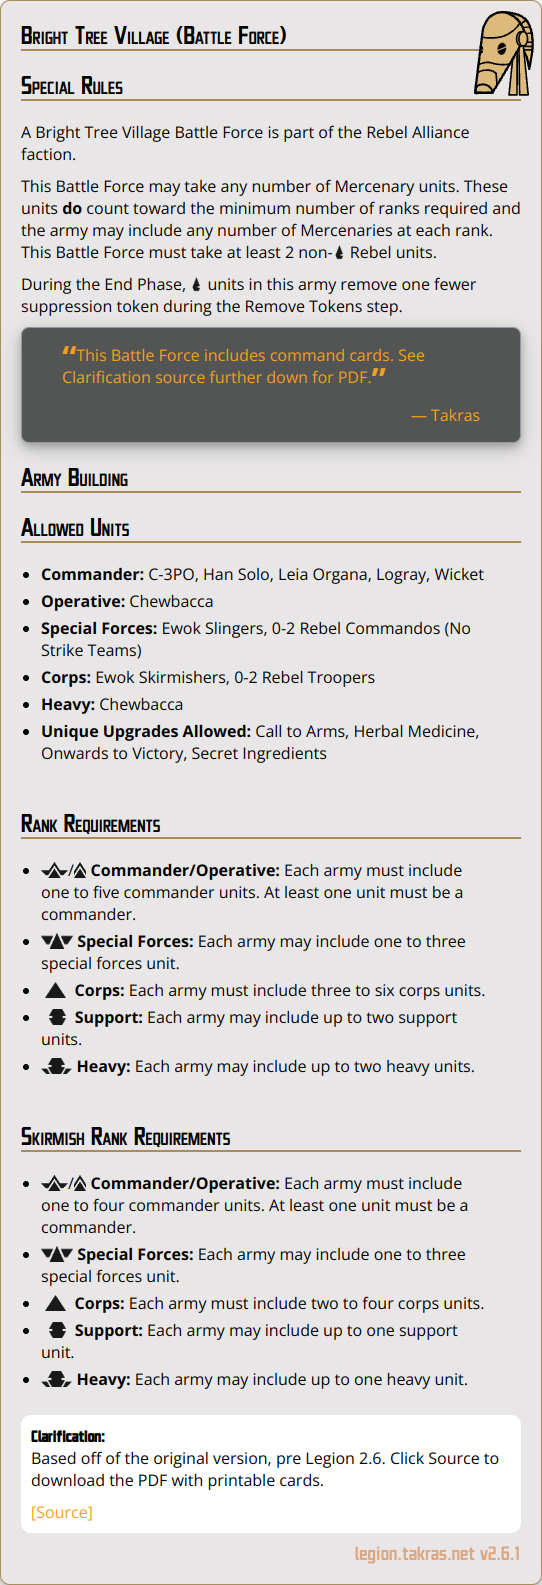 Bright Tree Village (Battle Force)
Special Rules
A Bright Tree Village Battle Force is part of the Rebel Alliance
faction.
This Battle Force may take any number of Mercenary units. These
units do count toward the minimum number of ranks required and
the army may include any number of Mercenaries at each rank.
This Battle Force must take at least 2 non- Rebel units.
During the End Phase, units in this army remove one fewer
suppression token during the Remove Tokens step.
“This Battle Force includes command cards. See
Clarification source further down for PDF.”
— Takras
Army Building
Allowed Units
• Commander: C-3PO, Han Solo, Leia Organa, Logray, Wicket
• Operative: Chewbacca
• Special Forces: Ewok Slingers, 0-2 Rebel Commandos (No
Strike Teams)
• Corps: Ewok Skirmishers, 0-2 Rebel Troopers
• Heavy: Chewbacca
• Unique Upgrades Allowed: Call to Arms, Herbal Medicine,
Onwards to Victory, Secret Ingredients
Rank Requirements
• / Commander/Operative: Each army must include
one to five commander units. At least one unit must be a
commander.
• Special Forces: Each army may include one to three
special forces unit.
• Corps: Each army must include three to six corps units.
• Support: Each army may include up to two support
units.
• Heavy: Each army may include up to two heavy units.
Skirmish Rank Requirements
• / Commander/Operative: Each army must include
one to four commander units. At least one unit must be a
commander.
• Special Forces: Each army may include one to three
special forces unit.
• Corps: Each army must include two to four corps units.
• Support: Each army may include up to one support
unit.
• Heavy: Each army may include up to one heavy unit.
Clarification:
Based off of the original version, pre Legion 2.6. Click Source to
download the PDF with printable cards.
[Source]
legion.takras.net v2.6.1